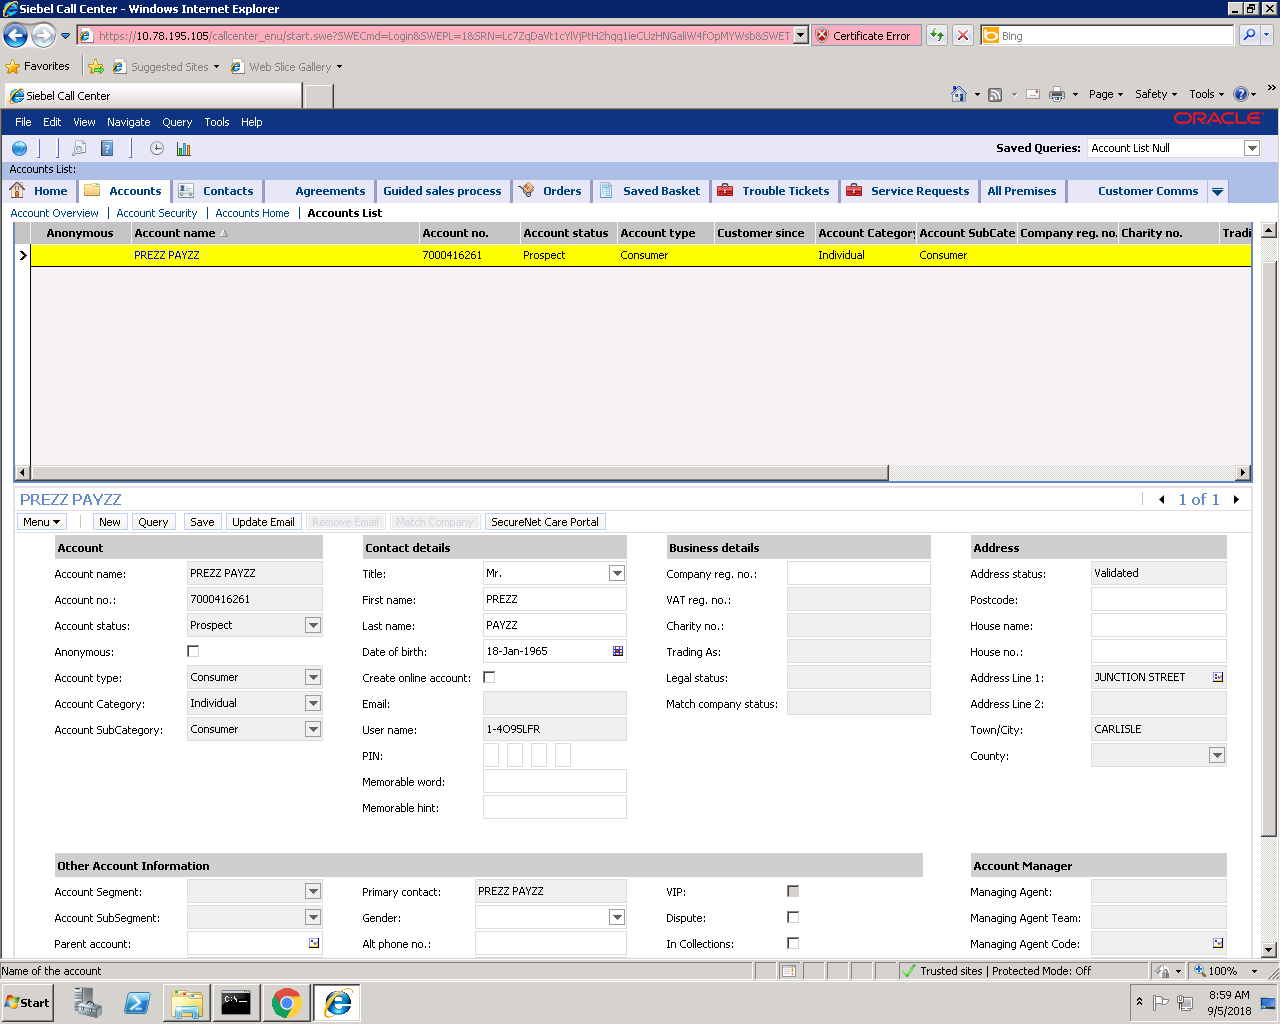 Siebel Call Center - Windows Internet Explorer
https://10.78.195.105/callcenter_enu/start.swe?SWECmd=Login&SWEPL=1&SRN= Certificate Error Bing
Favorites Suggested Sites Web Slice Gallery
Siebel Call Center Page Safety Tools »
File Edit View Navigate Query Tools Help ORACLE
Saved Queries: Account List Null
Accounts List:
Home Accounts Contacts Agreements Guided sales process Orders Saved Basket Trouble Tickets Service Requests All Premises Customer Comms
Account Overview | Account Security | Accounts Home | Accounts List
Anonymous Account name Account no. Account status Account type Customer since Account Category Account SubCate Company reg. no. Charity no. Tradi
PREZZ PAYZZ 7000416261 Prospect Consumer Individual Consumer
PREZZ PAYZZ 1 of 1
Menu New Query Save Update Email Remove Email Match Company SecureNet Care Portal
Account Contact details Business details Address
Account name: PREZZ PAYZZ Title: Mr. Company reg. no.: Address status: Validated
Account no.: 7000416261 First name: PREZZ VAT reg. no.: Postcode:
Account status: Prospect Last name: PAYZZ Charity no.: House name:
Anonymous: Date of birth: 18-Jan-1965 Trading As: House no.:
Account type: Consumer Create online account: Legal status: Address Line 1: JUNCTION STREET
Account Category: Individual Email: Match company status: Address Line 2:
Account SubCategory: Consumer User name: 1-4O95LFR Town/City: CARLISLE
PIN: County:
Memorable word:
Memorable hint:
Other Account Information Account Manager
Account Segment: Primary contact: PREZZ PAYZZ VIP: Managing Agent:
Account SubSegment: Gender: Dispute: Managing Agent Team:
Parent account: Alt phone no.: In Collections: Managing Agent Code:
Name of the account Trusted sites | Protected Mode: Off 100%
Start 8:59 AM
9/5/2018